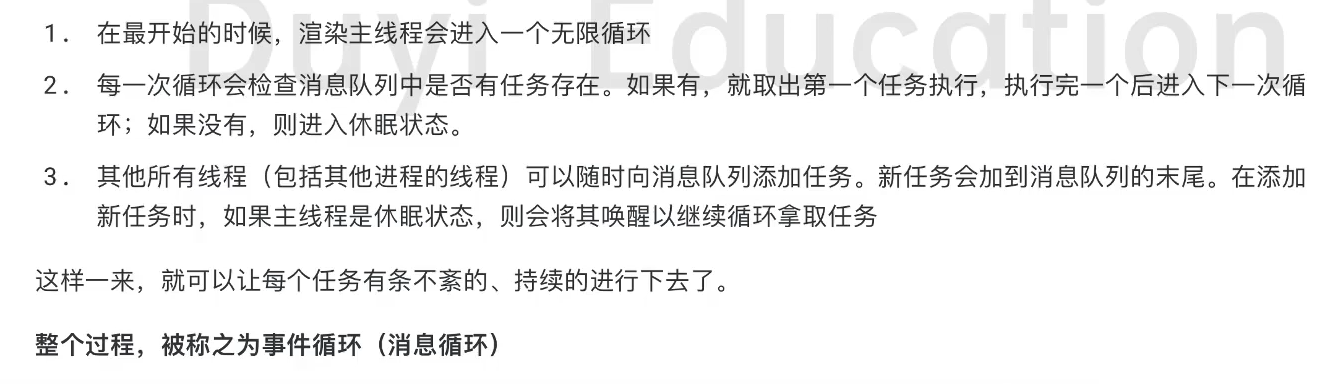 Duyi Education
1. 在最开始的时候，渲染主线程会进入一个无限循环
2. 每一次循环会检查消息队列中是否有任务存在。如果有，就取出第一个任务执行，执行完一个后进入下一次循
环；如果没有，则进入休眠状态。
3. 其他所有线程（包括其他进程的线程）可以随时向消息队列添加任务。新任务会加到消息队列的末尾。在添加
新任务时，如果主线程是休眠状态，则会将其唤醒以继续循环拿取任务
这样一来，就可以让每个任务有条不紊的、持续的进行下去了。
整个过程，被称之为事件循环（消息循环）